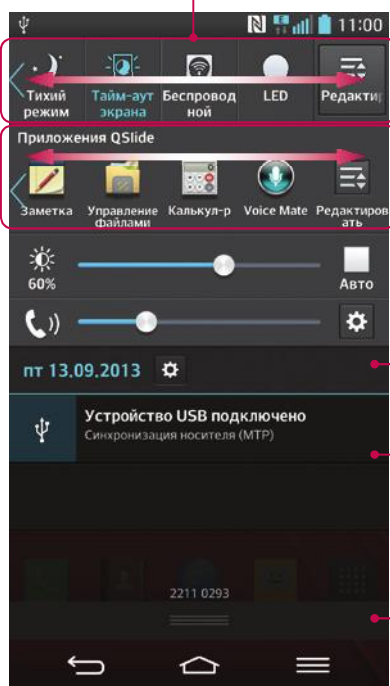 11:00
Тихий режим
Тайм-аут экрана
Беспровод ной
LED
Редактир
Приложения QSlide
Заметка
Управление файлами
Калькул-р
Voice Mate
Редактиров ать
60%
Авто
пт 13.09.2013
Устройство USB подключено
Синхронизация носителя (MTP)
2211 0293